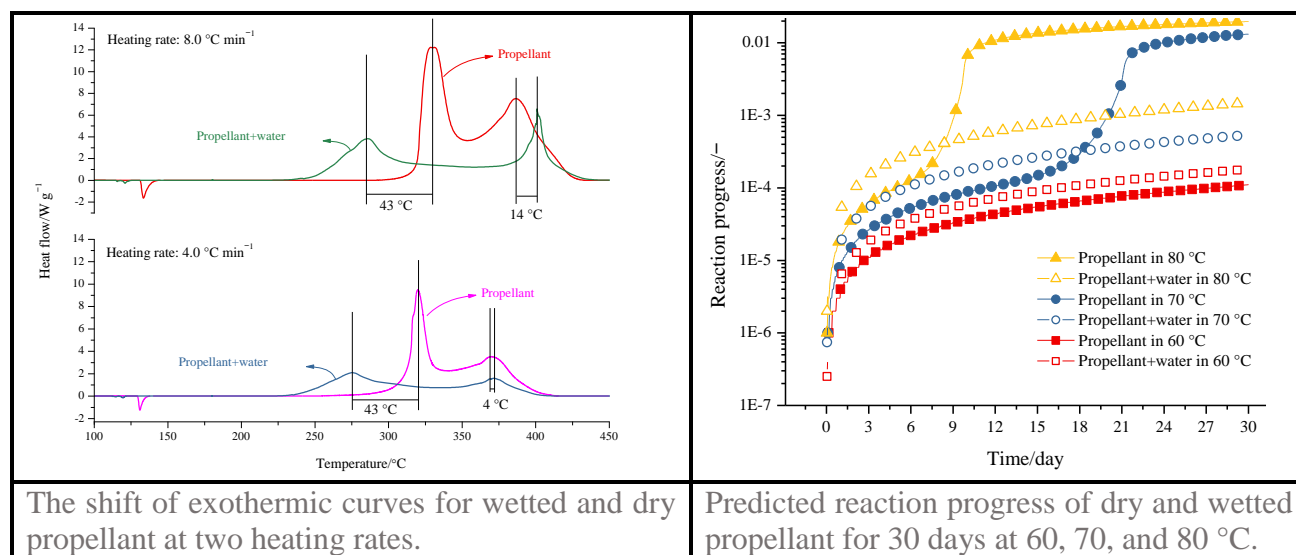 Heating rate: 8.0 °C min⁻¹
Propellant
Propellant+water
43 °C
14 °C
14
12
10
8
6
4
2
0
-2
Heat flow/W g⁻¹
Heating rate: 4.0 °C min⁻¹
Propellant
Propellant+water
43 °C
4 °C
14
12
10
8
6
4
2
0
-2
100 150 200 250 300 350 400 450
Temperature/°C
0.01
1E-3
1E-4
1E-5
1E-6
1E-7
Reaction progress/−
Propellant in 80 °C
Propellant+water in 80 °C
Propellant in 70 °C
Propellant+water in 70 °C
Propellant in 60 °C
Propellant+water in 60 °C
0 3 6 9 12 15 18 21 24 27 30
Time/day
The shift of exothermic curves for wetted and dry
propellant at two heating rates.
Predicted reaction progress of dry and wetted
propellant for 30 days at 60, 70, and 80 °C.